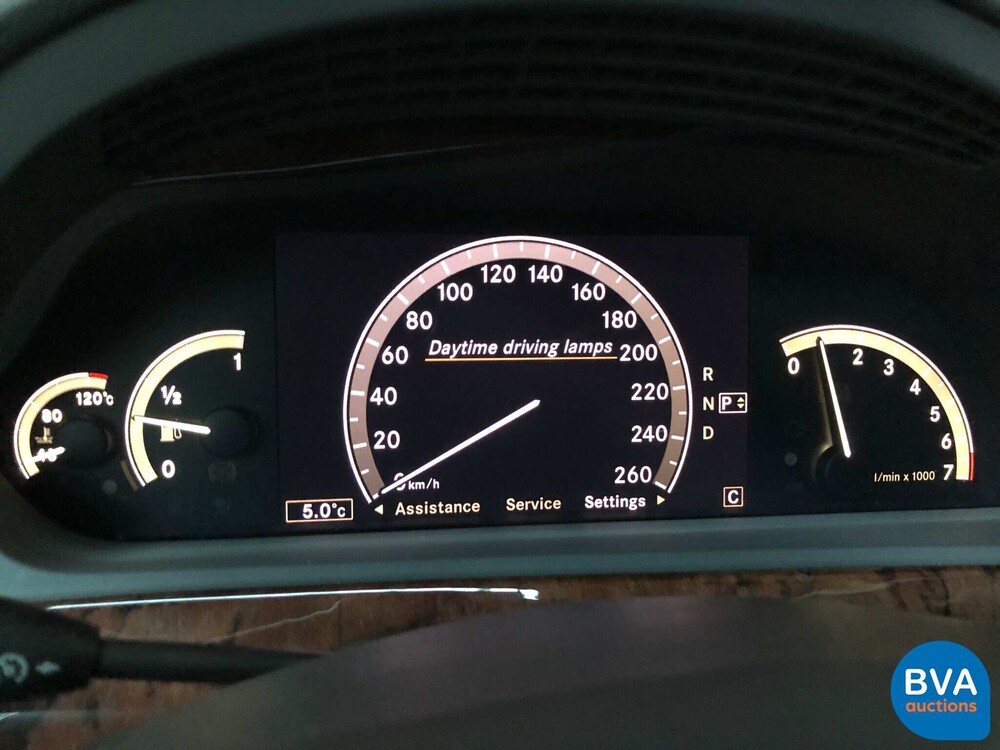 120°C
80
40
1
½
0
0
20
40
60
80
100
120
140
160
180
200
220
240
260
km/h
Daytime driving lamps
5.0°C
Assistance Service Settings
R
N P
D
C
0
2
3
4
5
6
7
l/min x 1000
BVA
auctions